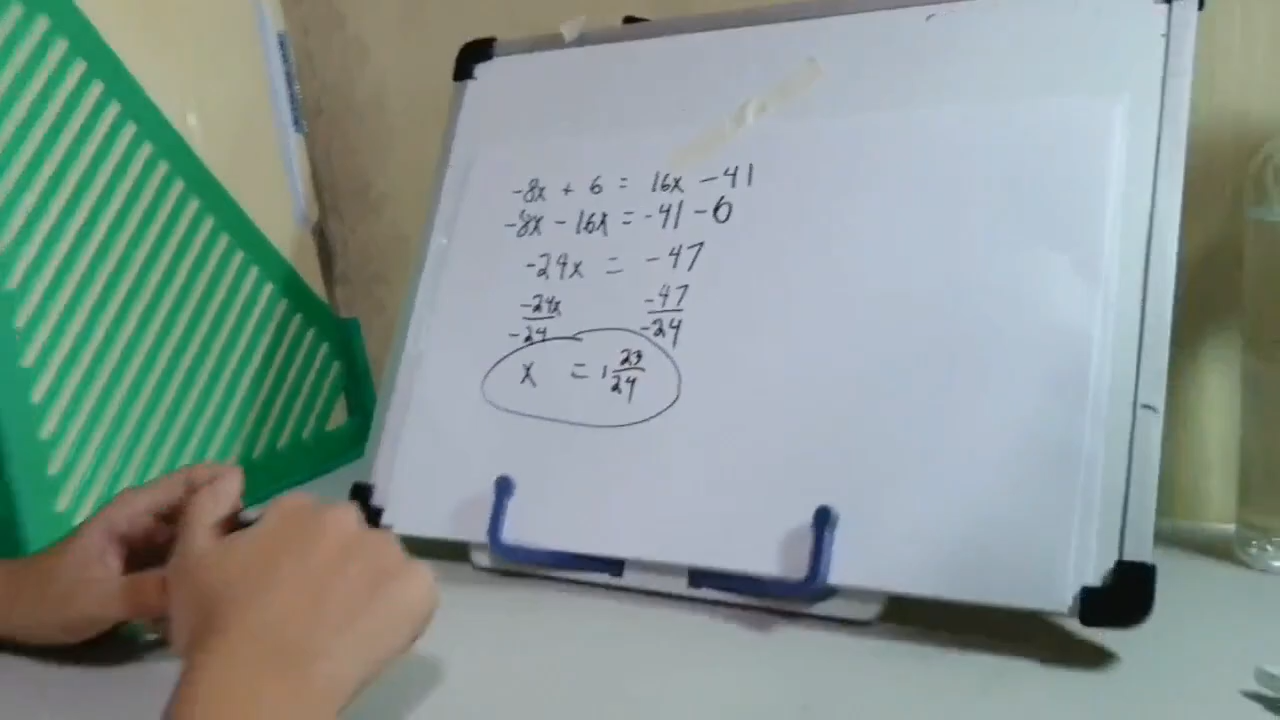 -8x + 6 = 16x - 41
-8x - 16x = -41 - 6
-24x = -47
-24x/-24 -47/-24
x = 1 23/24